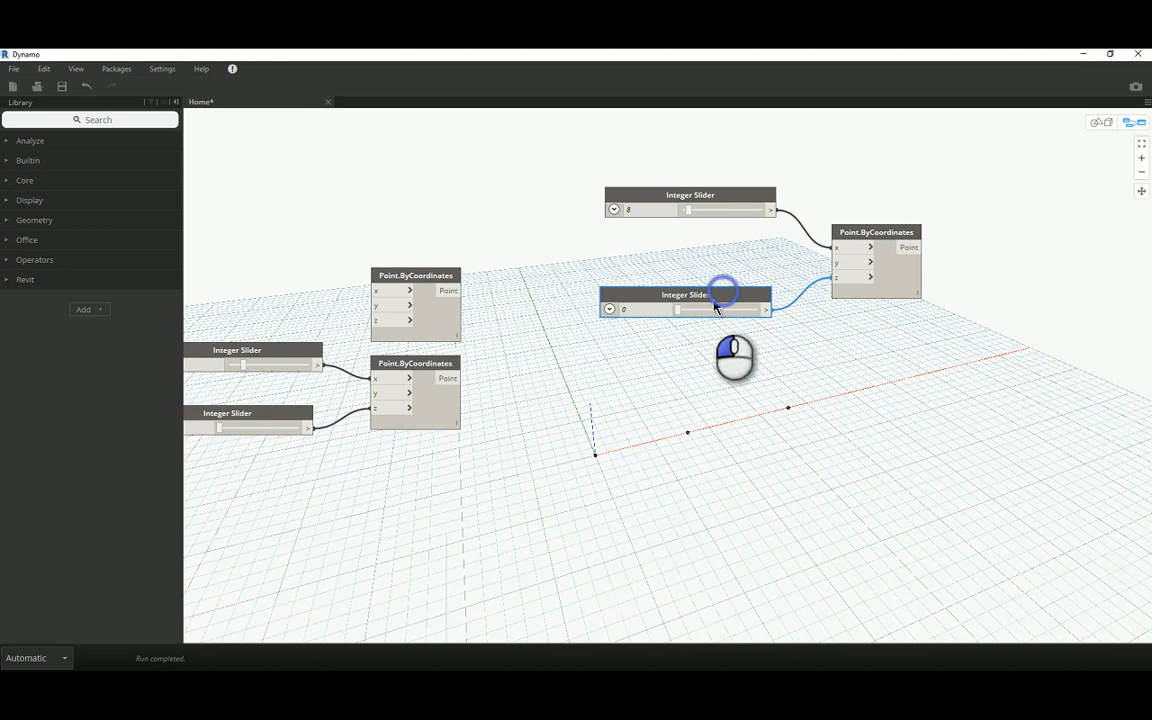 Dynamo
File Edit View Packages Settings Help
Library
Home*
Search
Analyze
BuiltIn
Core
Display
Geometry
Office
Operators
Revit
Add
Integer Slider
8
Point.ByCoordinates
x Point
y
z
Integer Slider
0
Point.ByCoordinates
x Point
y
z
Integer Slider
Point.ByCoordinates
x Point
y
z
Integer Slider
Automatic
Run completed.